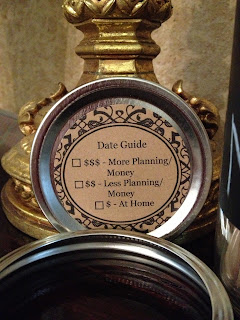 Date Guide
☐ $$$ - More Planning/
Money
☐ $$ - Less Planning/
Money
☐ $ - At Home